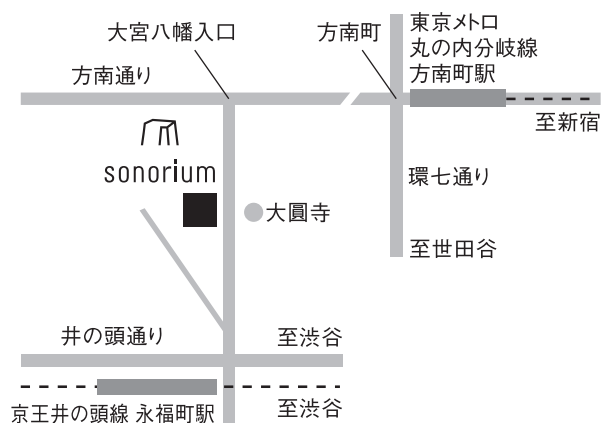 大宮八幡入口
方南町
東京メトロ
丸の内分岐線
方南町駅
方南通り
至新宿
sonorium
環七通り
大圓寺
至世田谷
井の頭通り
至渋谷
京王井の頭線 永福町駅
至渋谷